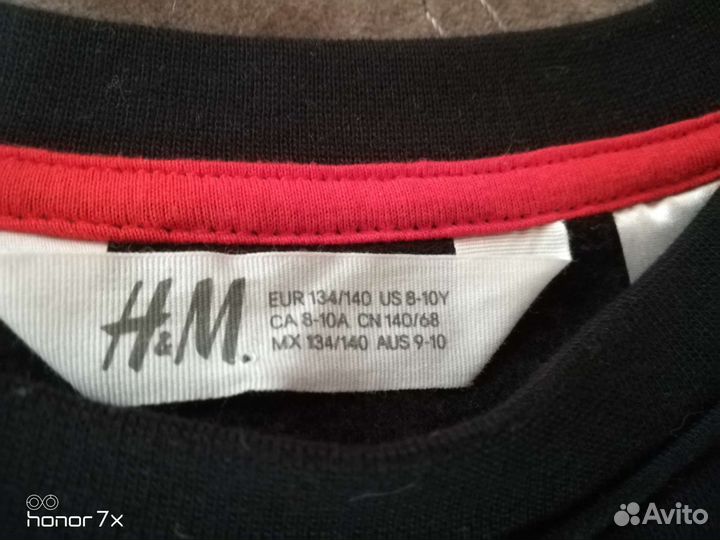 H&M.
EUR 134/140 US 8-10Y
CA 8-10A CN 140/68
MX 134/140 AUS 9-10
honor 7x
Avito